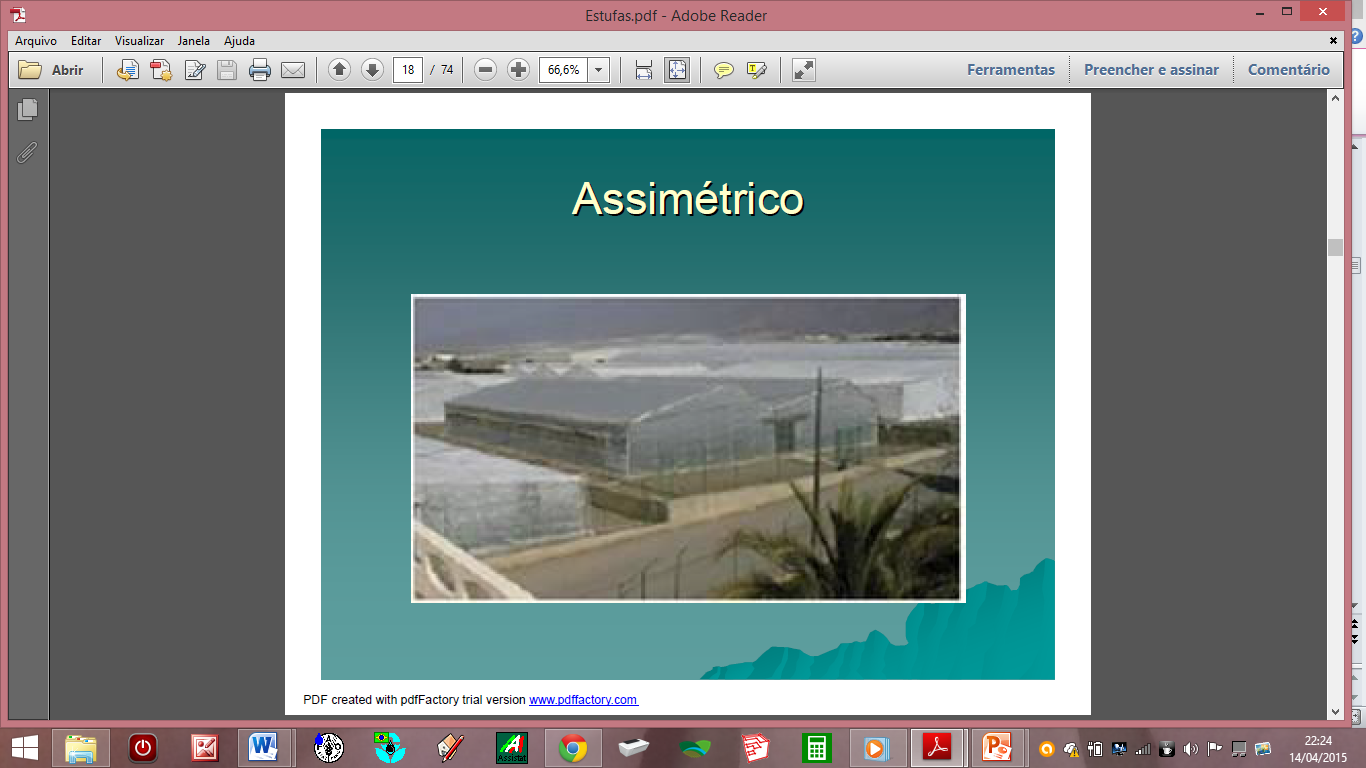 Estufas.pdf - Adobe Reader
Arquivo Editar Visualizar Janela Ajuda
Abrir 18 / 74 66,6% Ferramentas Preencher e assinar Comentário
Assimétrico
PDF created with pdfFactory trial version www.pdffactory.com
Assistat
22:24
14/04/2015